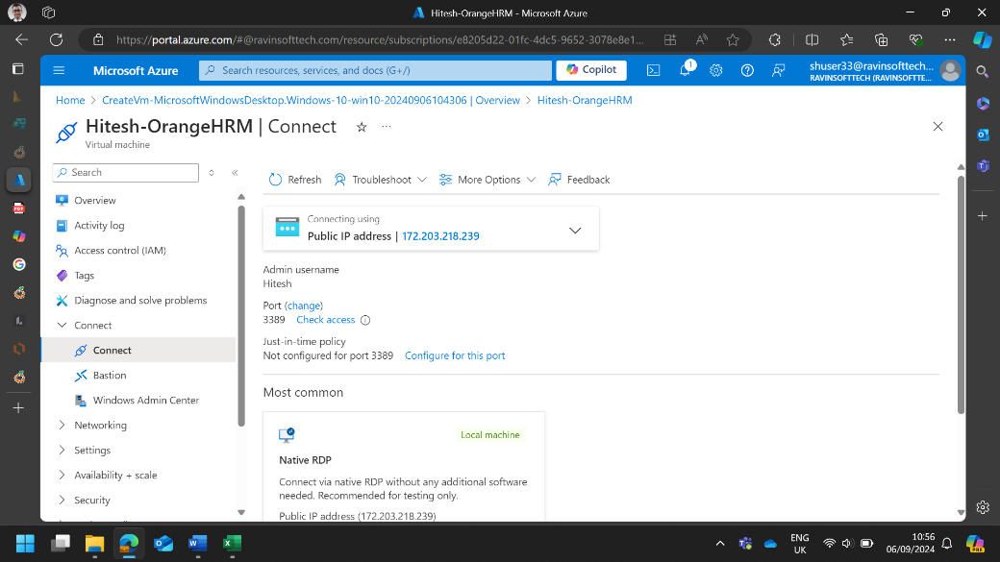 Hitesh-OrangeHRM - Microsoft Azure
https://portal.azure.com/#@ravinsofttech.com/resource/subscriptions/e8205d22-01fc-4dc5-9652-3078e8e1...
Microsoft Azure
Search resources, services, and docs (G+/)
Copilot
1
shuser33@ravinsofttech...
RAVINSOFTTECH (RAVINSOFTTE...
Home > CreateVm-MicrosoftWindowsDesktop.Windows-10-win10-20240906104306 | Overview > Hitesh-OrangeHRM
Hitesh-OrangeHRM | Connect
Virtual machine
Search
Refresh
Troubleshoot
More Options
Feedback
Overview
Activity log
Access control (IAM)
Tags
Diagnose and solve problems
Connect
Connect
Bastion
Windows Admin Center
Networking
Settings
Availability + scale
Security
Connecting using
Public IP address | 172.203.218.239
Admin username
Hitesh
Port (change)
3389 Check access
Just-in-time policy
Not configured for port 3389 Configure for this port
Most common
Local machine
Native RDP
Connect via native RDP without any additional software
needed. Recommended for testing only.
Public IP address (172.203.218.239)
ENG
UK
10:56
06/09/2024